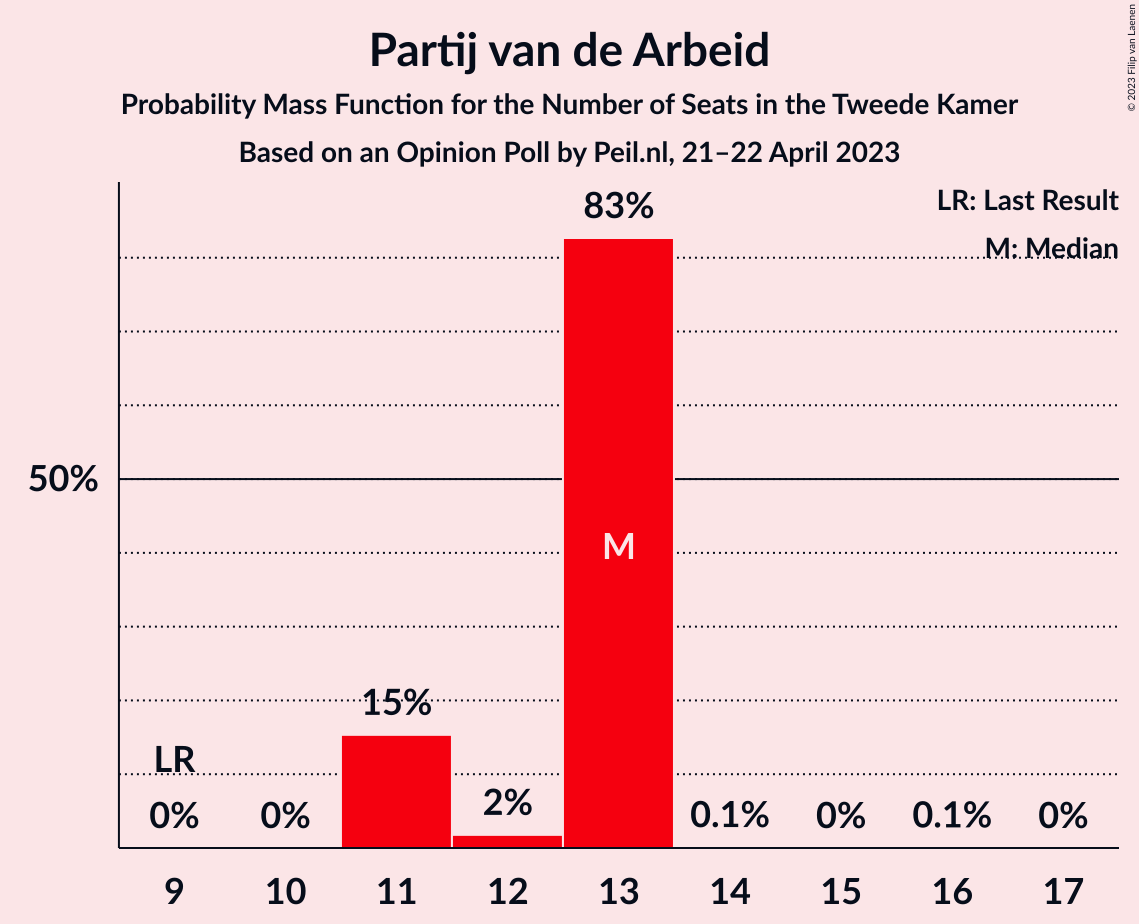 Partij van de Arbeid
Probability Mass Function for the Number of Seats in the Tweede Kamer
Based on an Opinion Poll by Peil.nl, 21–22 April 2023
© 2023 Filip van Laenen
LR: Last Result
M: Median
83%
50%
M
15%
LR
2%
0%
0%
0.1%
0%
0.1%
0%
9 10 11 12 13 14 15 16 17